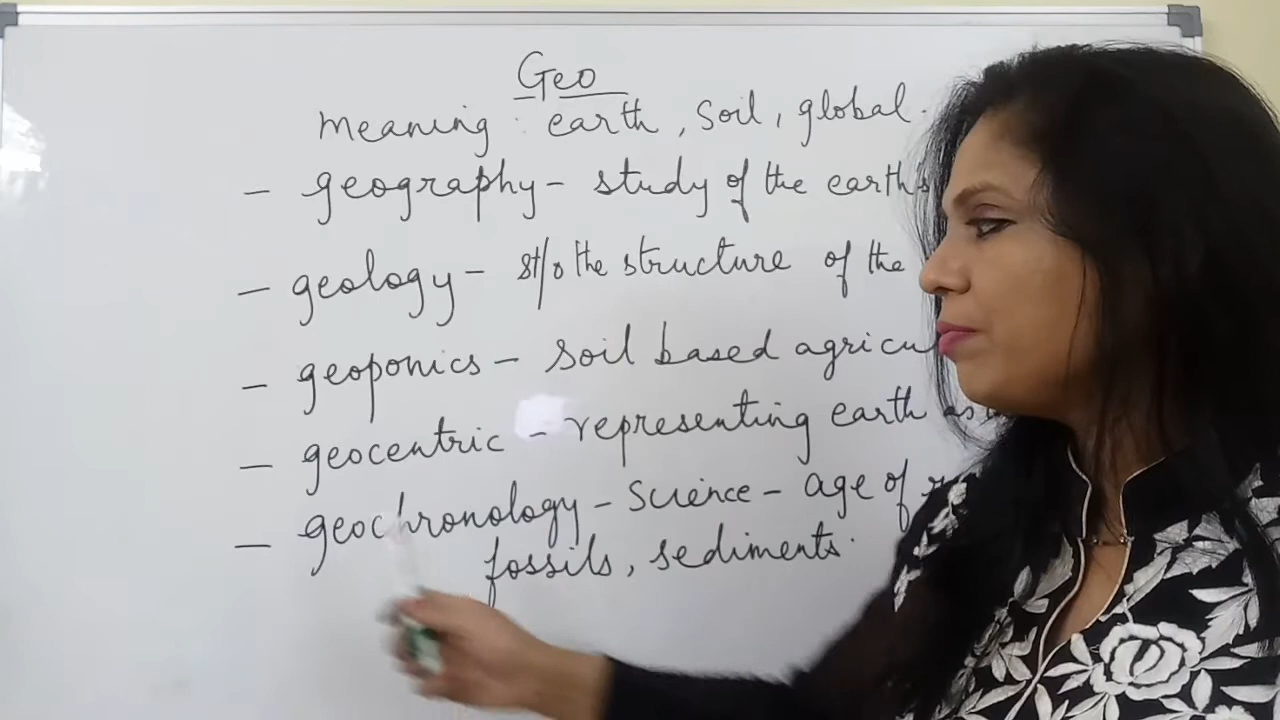 Geo
meaning : earth, soil, global.
- geography - study of the earth's
- geology - st/o the structure of the
- geoponics - soil based
- geocentric - representing earth as
- geochronology - Science - age of
fossils, sediments.